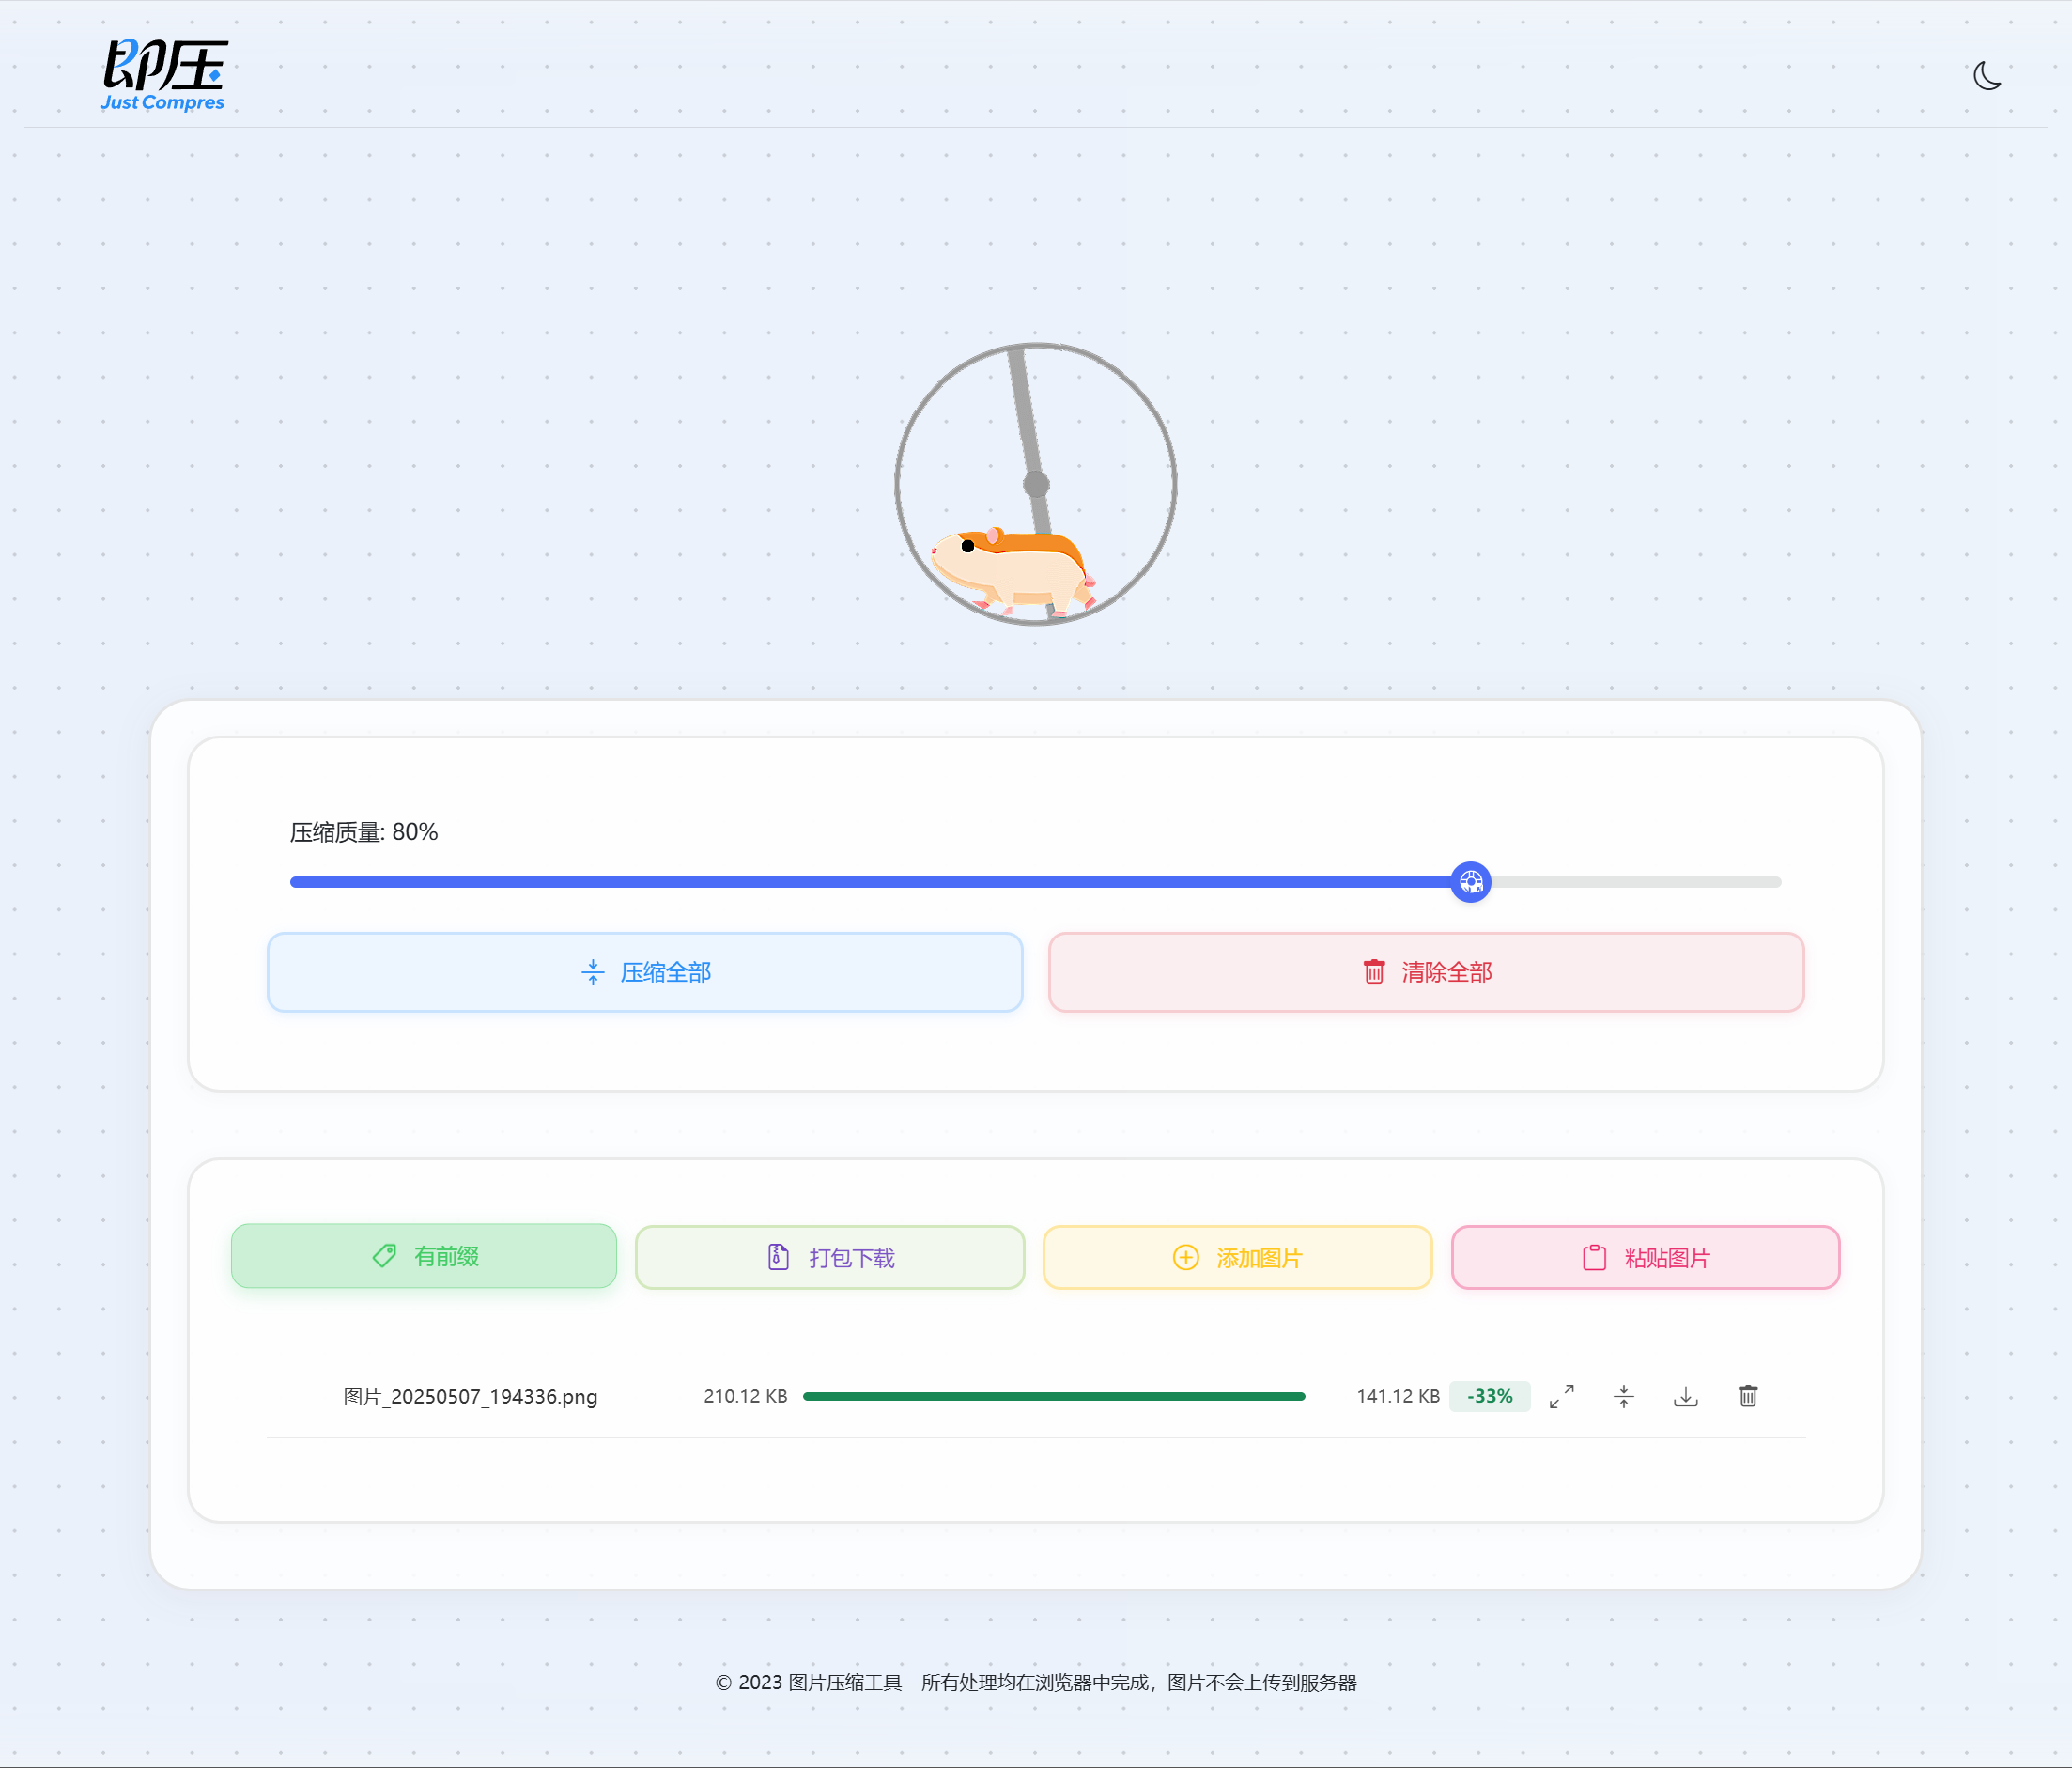 即压
Just Compres
压缩质量: 80%
压缩全部
清除全部
有前缀
打包下载
添加图片
粘贴图片
图片_20250507_194336.png 210.12 KB 141.12 KB -33%
© 2023 图片压缩工具 - 所有处理均在浏览器中完成，图片不会上传到服务器